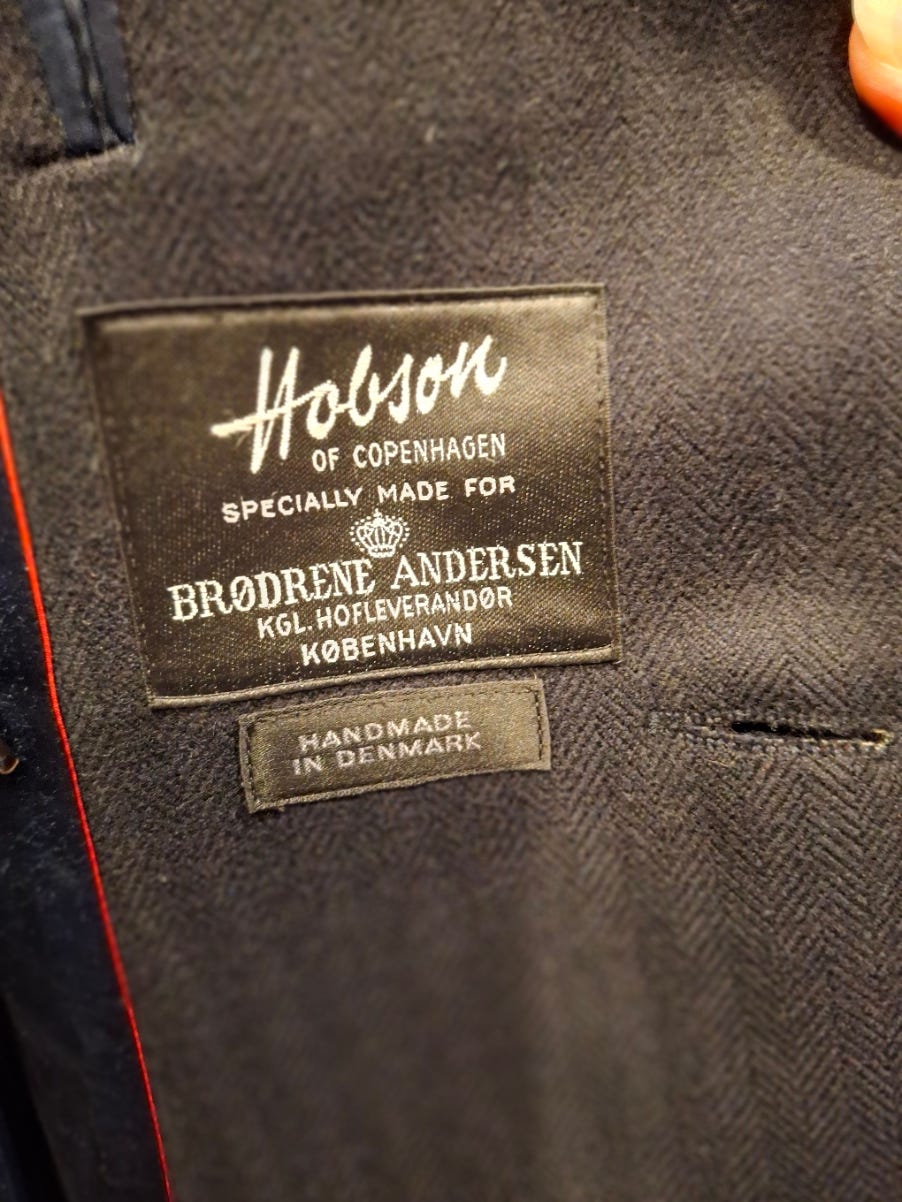 Hobson
OF COPENHAGEN
SPECIALLY MADE FOR
BRØDRENE ANDERSEN
KGL. HOFLEVERANDØR
KØBENHAVN
HANDMADE
IN DENMARK